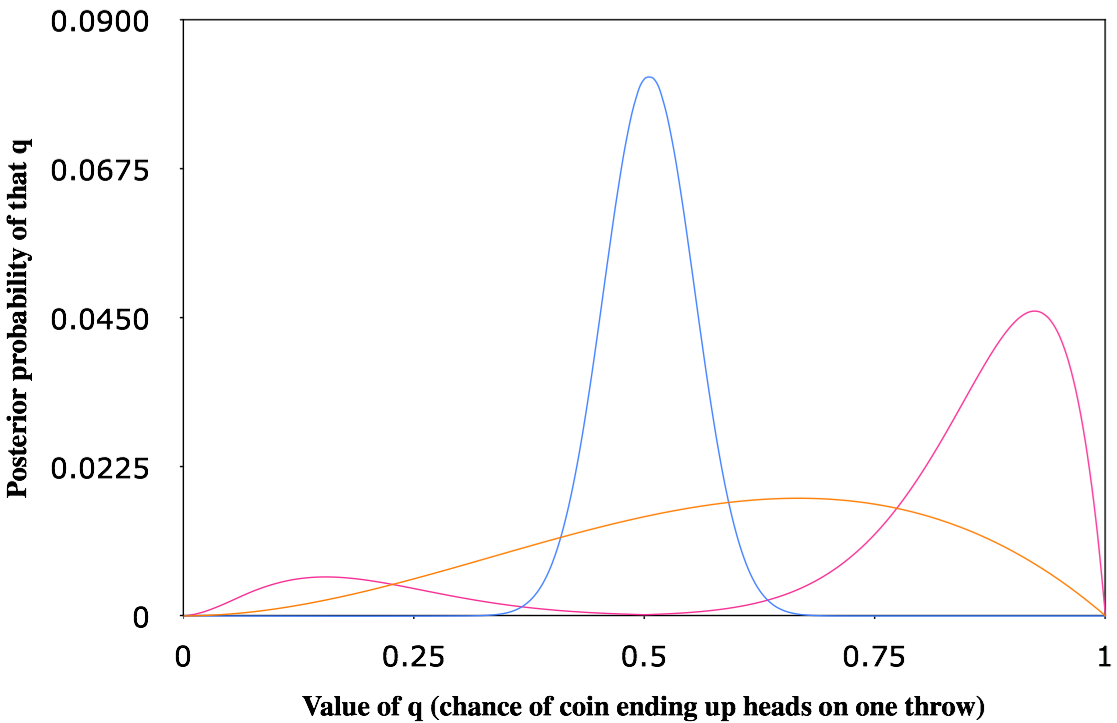 Posterior probability of that q
0.0900
0.0675
0.0450
0.0225
0
0 0.25 0.5 0.75 1
Value of q (chance of coin ending up heads on one throw)